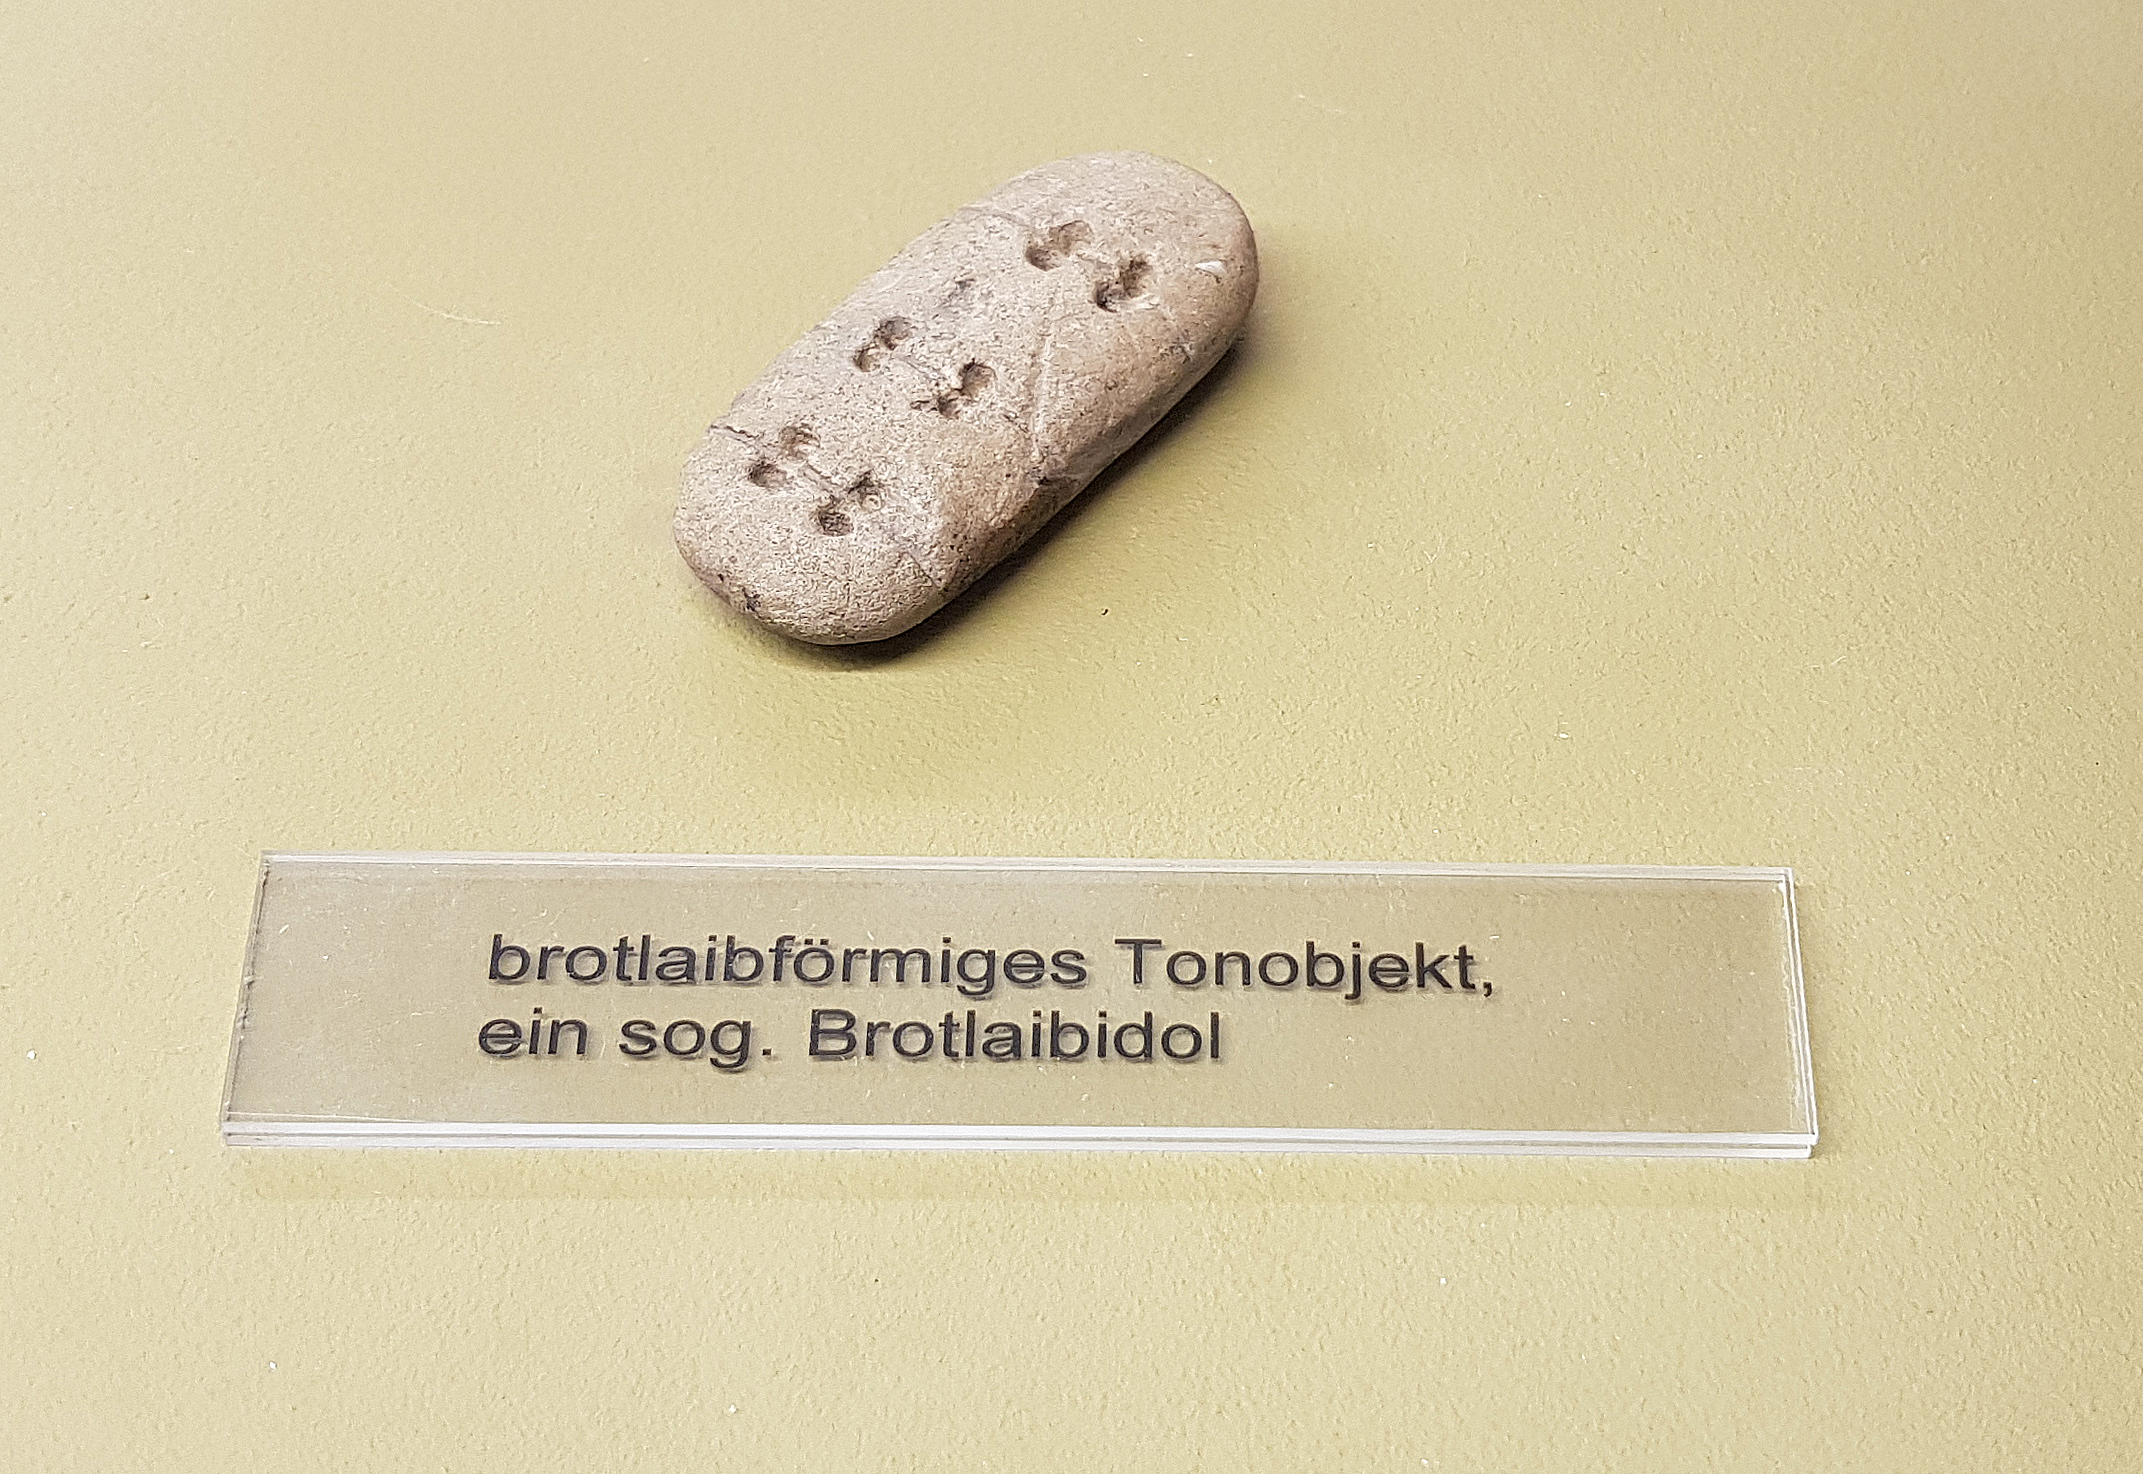 brotlaibförmiges Tonobjekt,
ein sog. Brotlaibidol